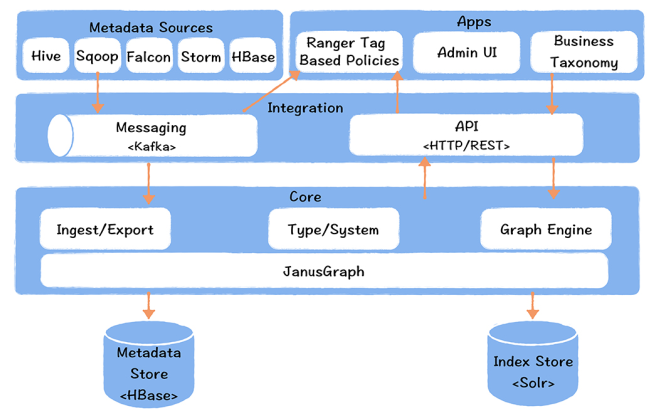 Metadata Sources
Hive
Sqoop
Falcon
Storm
HBase
Apps
Ranger Tag
Based Policies
Admin UI
Business
Taxonomy
Integration
Messaging
<Kafka>
API
<HTTP/REST>
Core
Ingest/Export
Type/System
Graph Engine
JanusGraph
Metadata
Store
<HBase>
Index Store
<Solr>